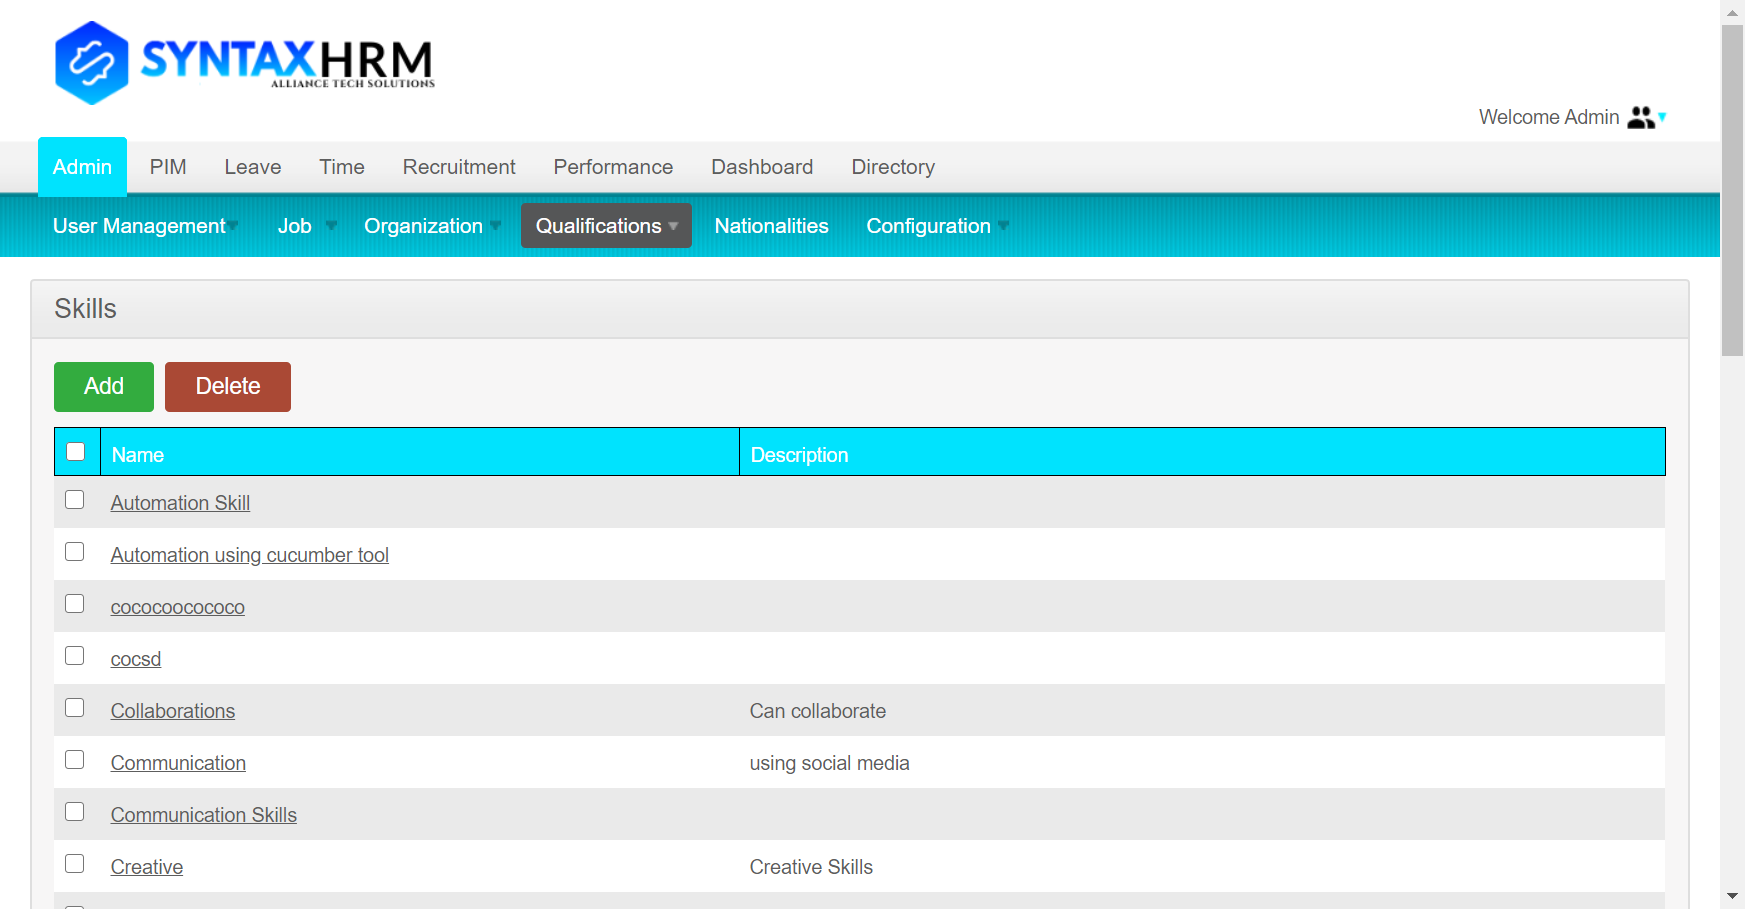 SYNTAXHRM
ALLIANCE TECH SOLUTIONS
Welcome Admin
Admin PIM Leave Time Recruitment Performance Dashboard Directory
User Management Job Organization Qualifications Nationalities Configuration
Skills
Add Delete
Name Description
Automation Skill
Automation using cucumber tool
cococoocococo
cocsd
Collaborations Can collaborate
Communication using social media
Communication Skills
Creative Creative Skills